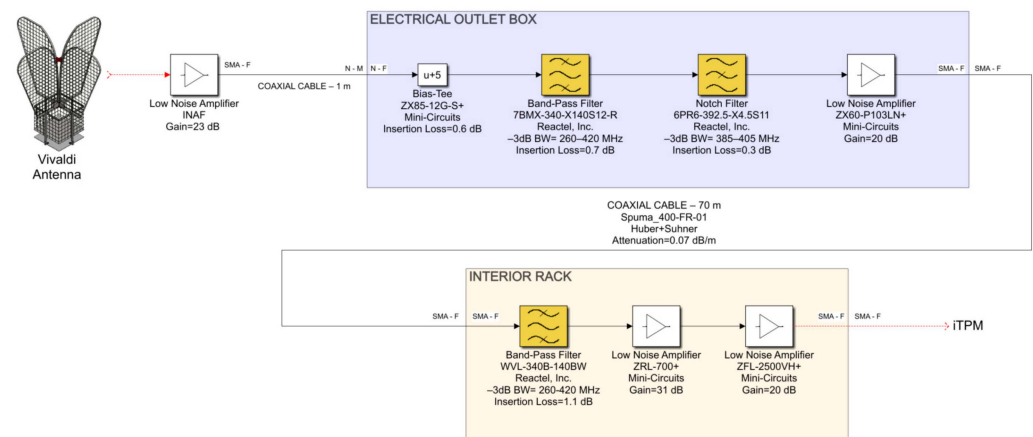 ELECTRICAL OUTLET BOX
SMA - F
N - M
N - F
COAXIAL CABLE – 1 m
u+5
Vivaldi
Antenna
Low Noise Amplifier
INAF
Gain=23 dB
Bias-Tee
ZX85-12G-S+
Mini-Circuits
Insertion Loss=0.6 dB
Band-Pass Filter
7BMX-340-X140S12-R
Reactel, Inc.
–3dB BW= 260–420 MHz
Insertion Loss=0.7 dB
Notch Filter
6PR6-392.5-X4.5S11
Reactel, Inc.
–3dB BW= 385–405 MHz
Insertion Loss=0.3 dB
Low Noise Amplifier
ZX60-P103LN+
Mini-Circuits
Gain=20 dB
SMA - F
SMA - F
COAXIAL CABLE – 70 m
Spuma_400-FR-01
Huber+Suhner
Attenuation=0.07 dB/m
INTERIOR RACK
SMA - F
SMA - F
Band-Pass Filter
WVL-340B-140BW
Reactel, Inc.
–3dB BW= 260-420 MHz
Insertion Loss=1.1 dB
Low Noise Amplifier
ZRL-700+
Mini-Circuits
Gain=31 dB
Low Noise Amplifier
ZFL-2500VH+
Mini-Circuits
Gain=20 dB
SMA - F
SMA - F
iTPM